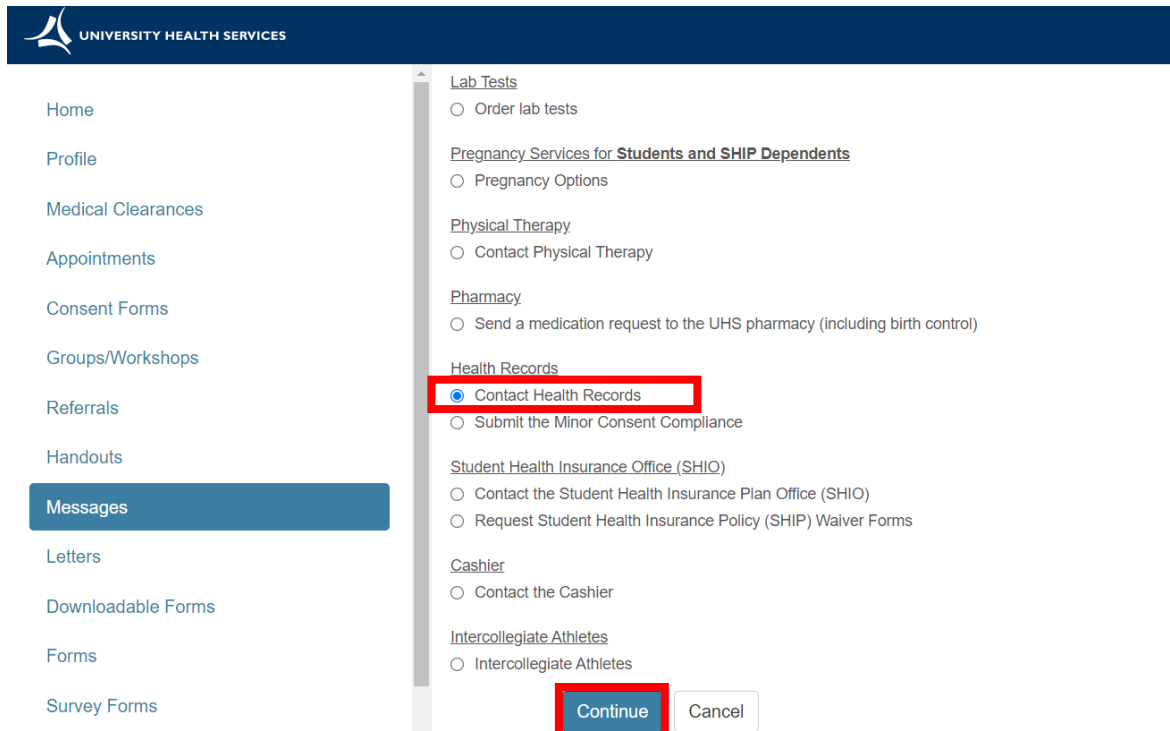 UNIVERSITY HEALTH SERVICES
Home
Profile
Medical Clearances
Appointments
Consent Forms
Groups/Workshops
Referrals
Handouts
Messages
Letters
Downloadable Forms
Forms
Survey Forms
Lab Tests
Order lab tests
Pregnancy Services for Students and SHIP Dependents
Pregnancy Options
Physical Therapy
Contact Physical Therapy
Pharmacy
Send a medication request to the UHS pharmacy (including birth control)
Health Records
Contact Health Records
Submit the Minor Consent Compliance
Student Health Insurance Office (SHIO)
Contact the Student Health Insurance Plan Office (SHIO)
Request Student Health Insurance Policy (SHIP) Waiver Forms
Cashier
Contact the Cashier
Intercollegiate Athletes
Intercollegiate Athletes
Continue
Cancel